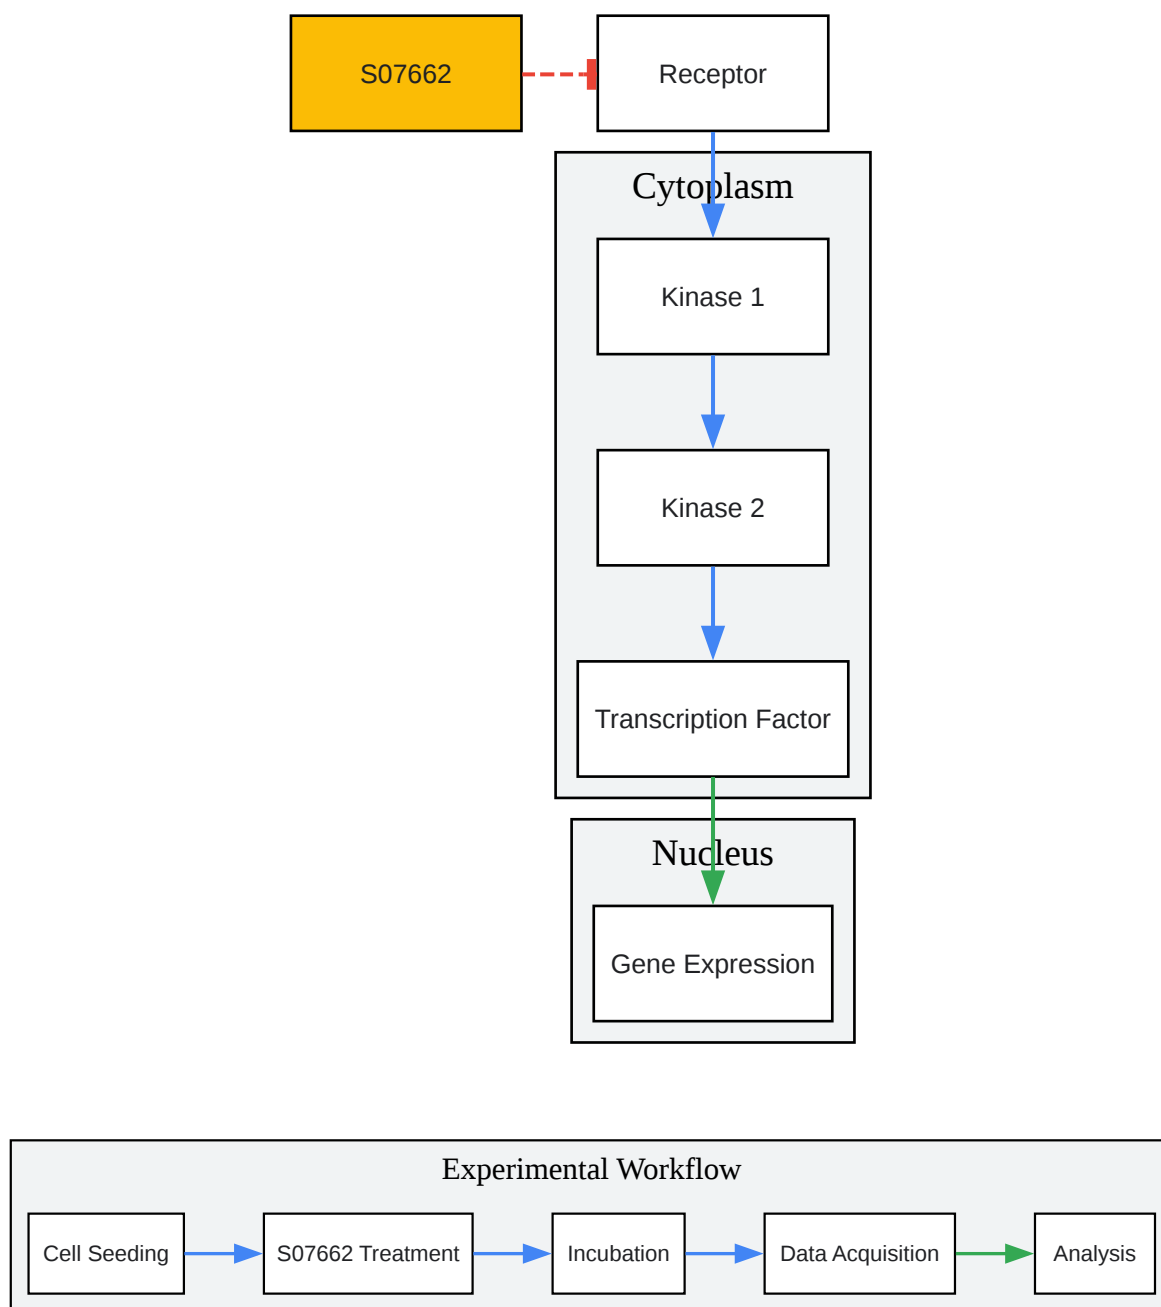 S07662
Receptor
Cytoplasm
Kinase 1
Kinase 2
Transcription Factor
Nucleus
Gene Expression
Experimental Workflow
Cell Seeding
S07662 Treatment
Incubation
Data Acquisition
Analysis